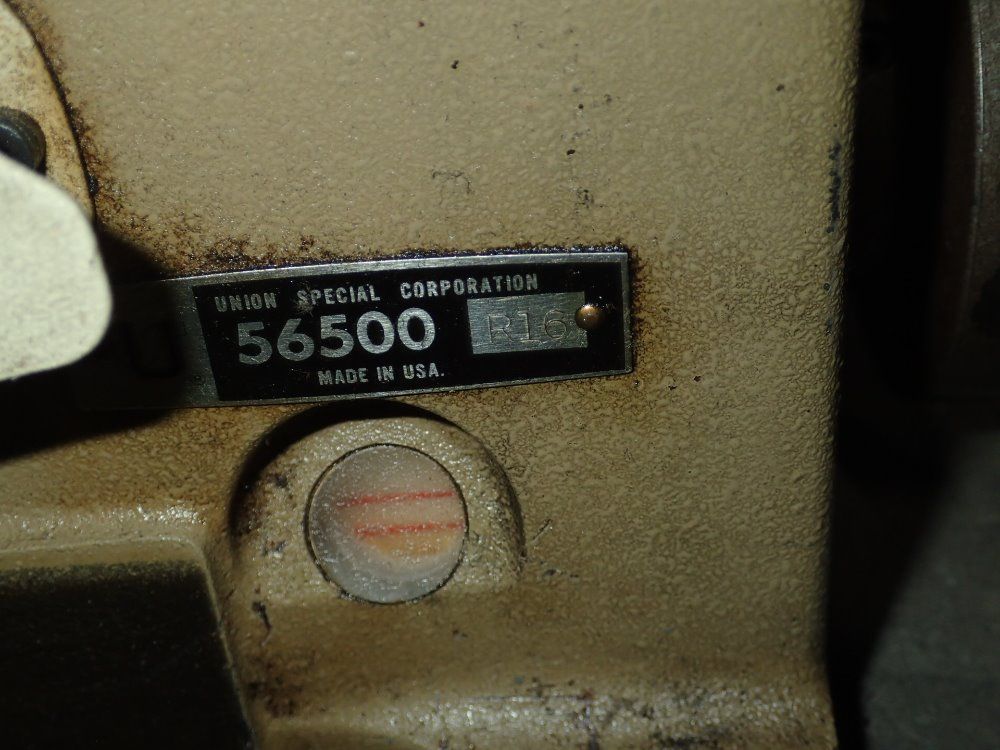 UNION SPECIAL CORPORATION
56500 R16
MADE IN USA.